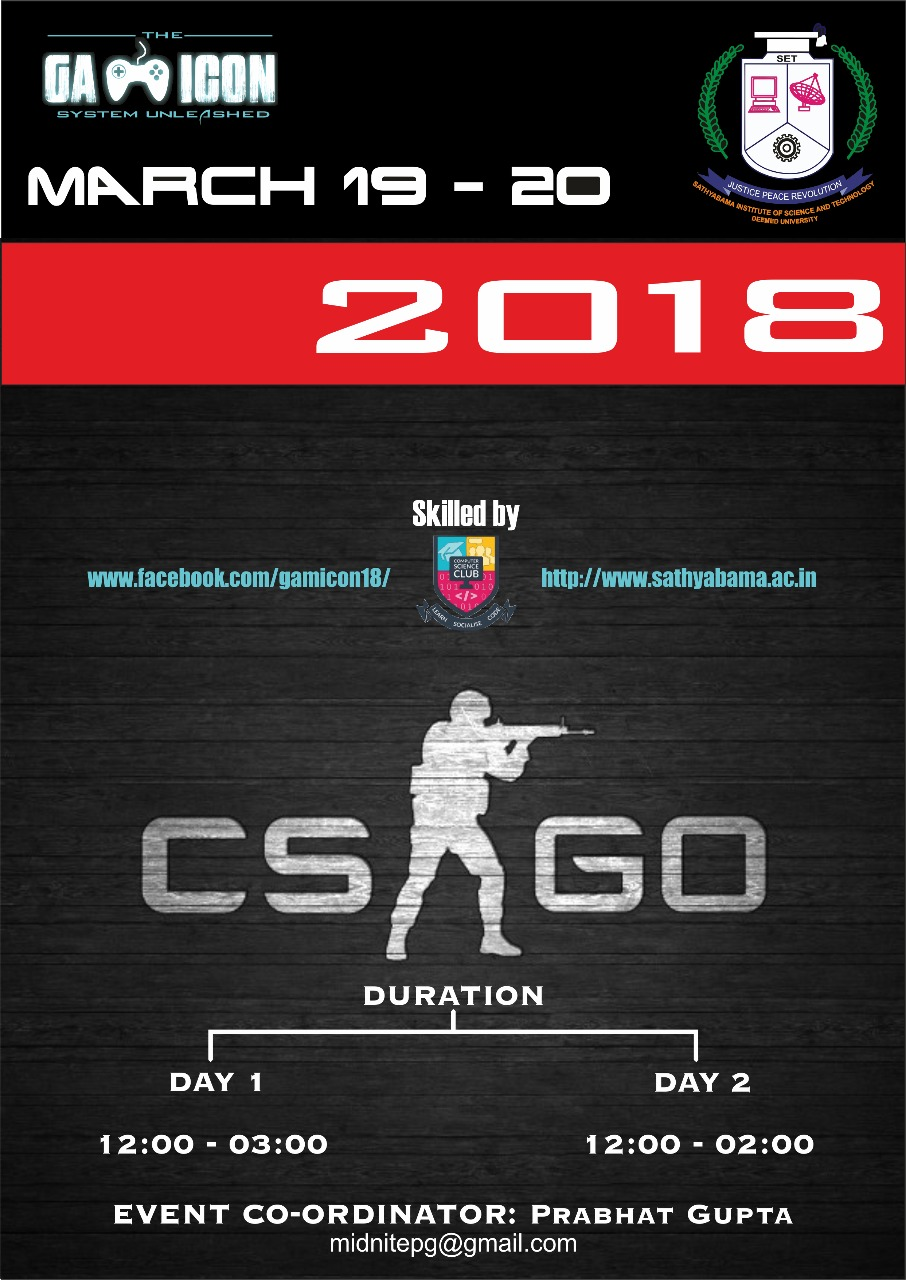 THE
GAMICON
SYSTEM UNLEASHED
MARCH 19 - 20
SET
JUSTICE PEACE REVOLUTION
SATHYABAMA INSTITUTE OF SCIENCE AND TECHNOLOGY
DEEMED UNIVERSITY
2018
Skilled by
www.facebook.com/gamicon18/
COMPUTER
SCIENCE
CLUB
</>
LEARN SOCIALISE CODE
http://www.sathyabama.ac.in
CS GO
DURATION
DAY 1
DAY 2
12:00 - 03:00
12:00 - 02:00
EVENT CO-ORDINATOR: PRABHAT GUPTA
midnitepg@gmail.com